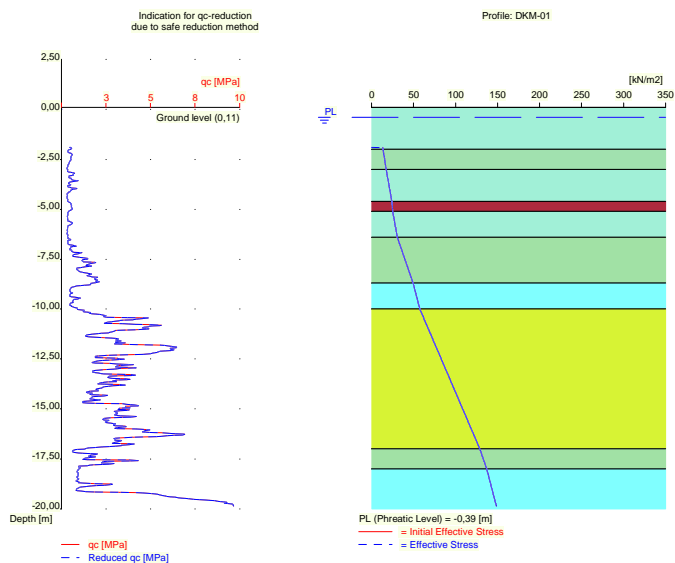 Indication for qc-reduction
due to safe reduction method
Profile: DKM-01
2,50
qc [MPa]
[kN/m2]
3 5 8 10
0 50 100 150 200 250 300 350
0,00
Ground level (0,11)
PL
-2,50
-5,00
-7,50
-10,00
-12,50
-15,00
-17,50
-20,00
Depth [m]
PL (Phreatic Level) = -0,39 [m]
= Initial Effective Stress
= Effective Stress
qc [MPa]
Reduced qc [MPa]